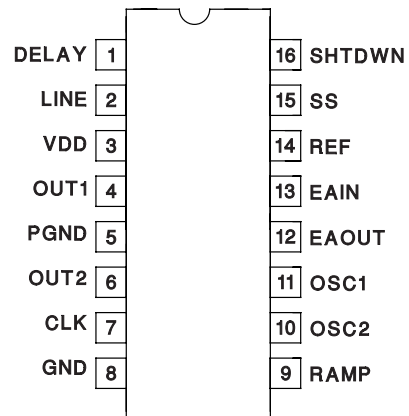 DELAY 1 16 SHTDWN
LINE 2 15 SS
VDD 3 14 REF
OUT1 4 13 EAIN
PGND 5 12 EAOUT
OUT2 6 11 OSC1
CLK 7 10 OSC2
GND 8 9 RAMP